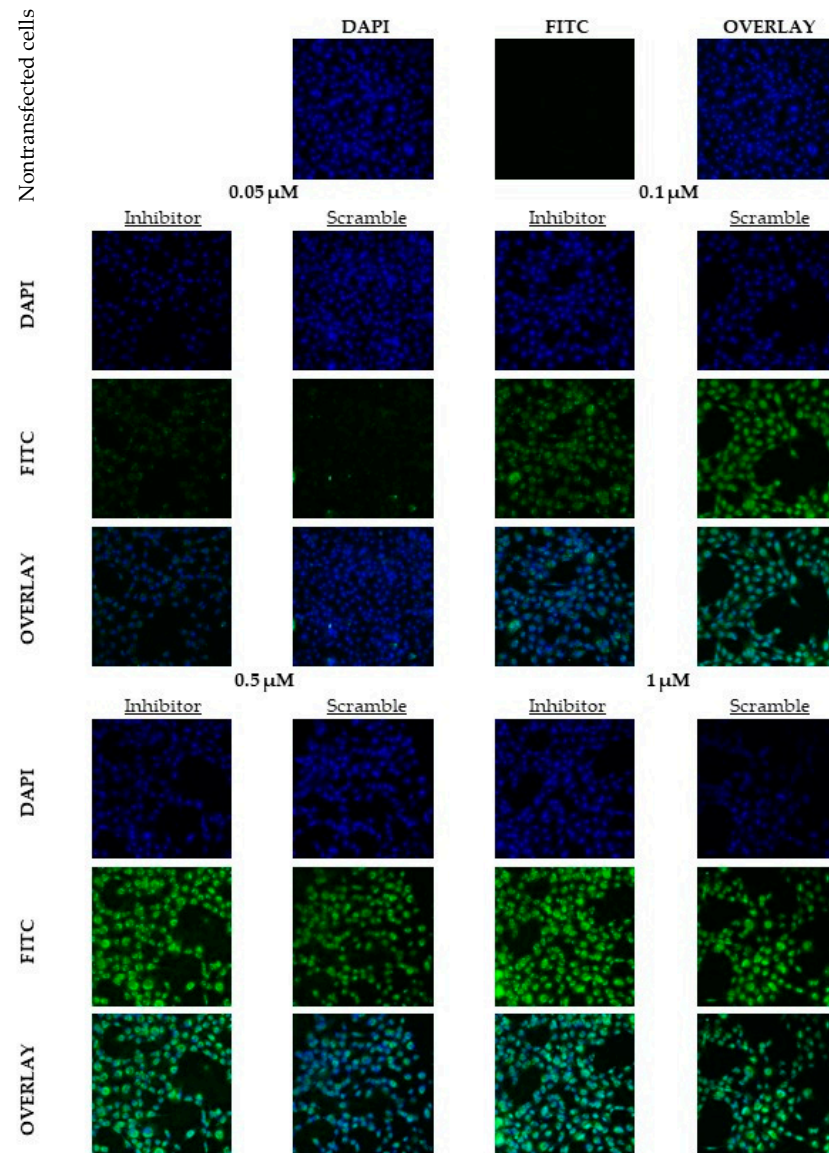 Nontransfected cells
DAPI FITC OVERLAY
0.05 µM 0.1 µM
Inhibitor Scramble Inhibitor Scramble
DAPI
FITC
OVERLAY
0.5 µM 1 µM
Inhibitor Scramble Inhibitor Scramble
DAPI
FITC
OVERLAY